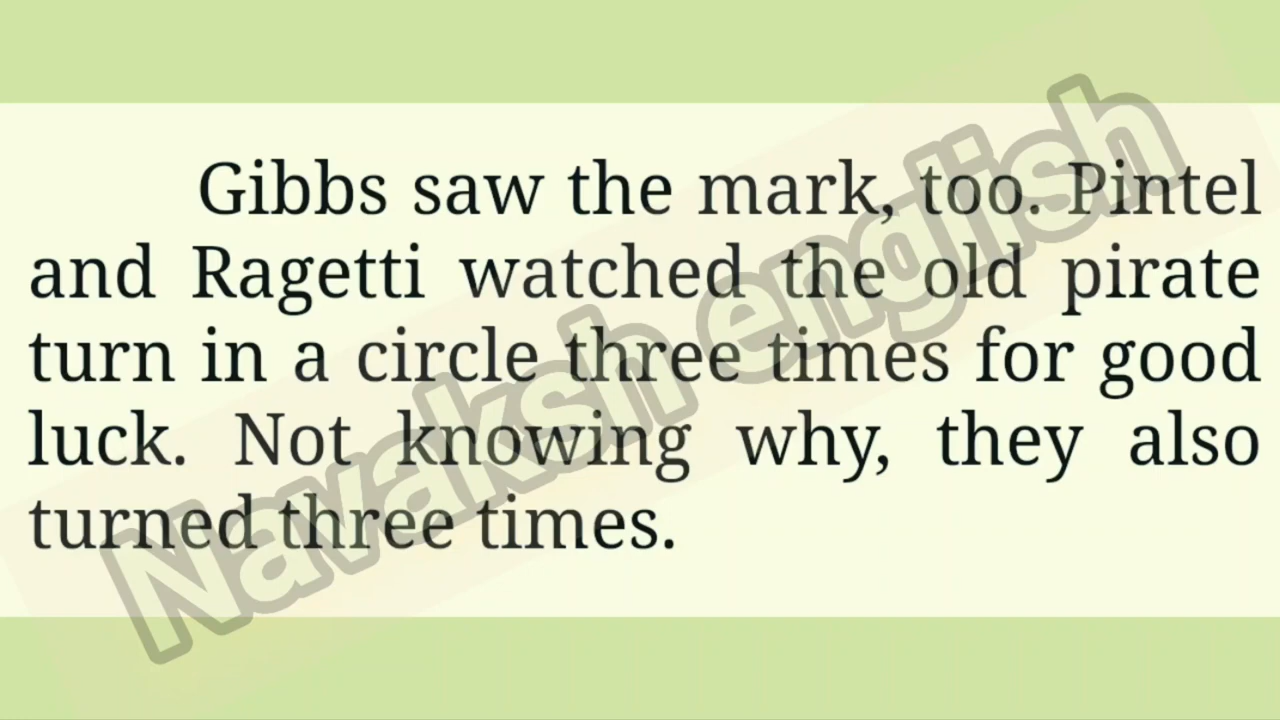 Gibbs saw the mark, too. Pintel
and Ragetti watched the old pirate
turn in a circle three times for good
luck. Not knowing why, they also
turned three times.
Navaksh english